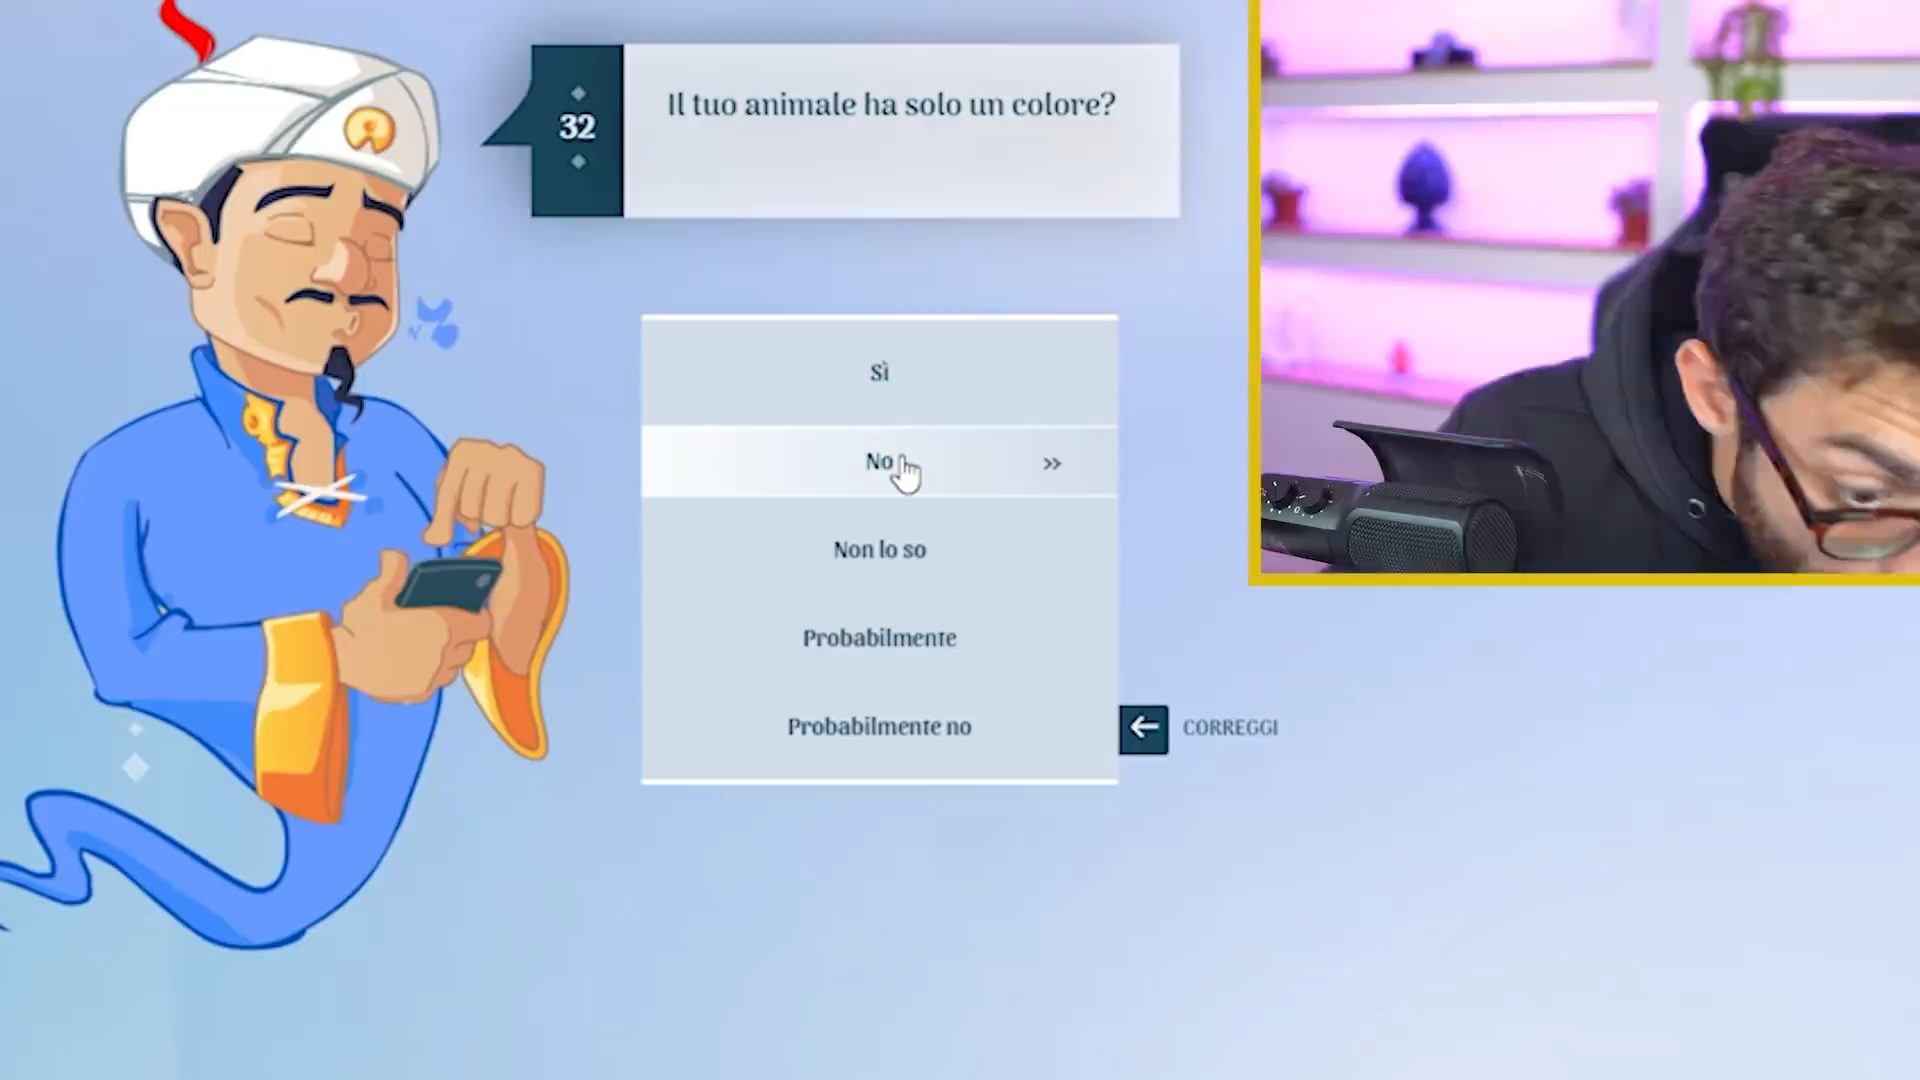 32
Il tuo animale ha solo un colore?
Sì
No
Non lo so
Probabilmente
Probabilmente no
CORREGGI